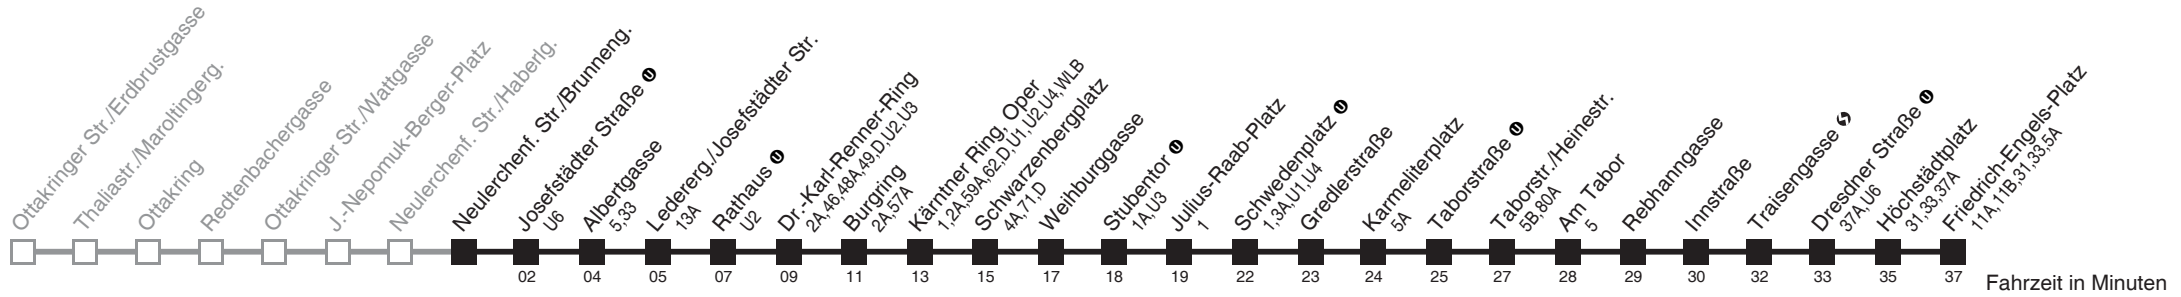 Ottakringer Str./Erdbrustgasse
Thaliastr./Maroltingerg.
Ottakring
Redtenbachergasse
Ottakringer Str./Wattgasse
J.-Nepomuk-Berger-Platz
Neulerchenf. Str./Haberlg.
Neulerchenf. Str./Brunneng.
Josefstädter Straße U
U6
02
Albertgasse
5,33
04
Lederergasse./Josefstädter Str.
13A
05
Rathaus U
U2
07
Dr.-Karl-Renner-Ring
2A,46,48A,49,D,U2,U3
09
Burgring
2A,57A
11
Kärntner Ring, Oper
1,2A,59A,62,D,U1,U2,U4,WLB
13
Schwarzenbergplatz
4A,71,D
15
Weihburggasse
17
Stubentor U
1A,U3
18
Julius-Raab-Platz
1
19
Schwedenplatz U
1,3A,U1,U4
22
Gredlerstraße
23
Karmeliterplatz
5A
24
Taborstraße U
25
Taborstr./Heinestr.
5B,80A
27
Am Tabor
5
28
Rebhanngasse
29
Innstraße
30
Traisengasse S
32
Dresdner Straße U
37A,U6
33
Höchstädtplatz
31,33,37A
35
Friedrich-Engels-Platz
11A,11B,31,33,5A
37
Fahrzeit in Minuten